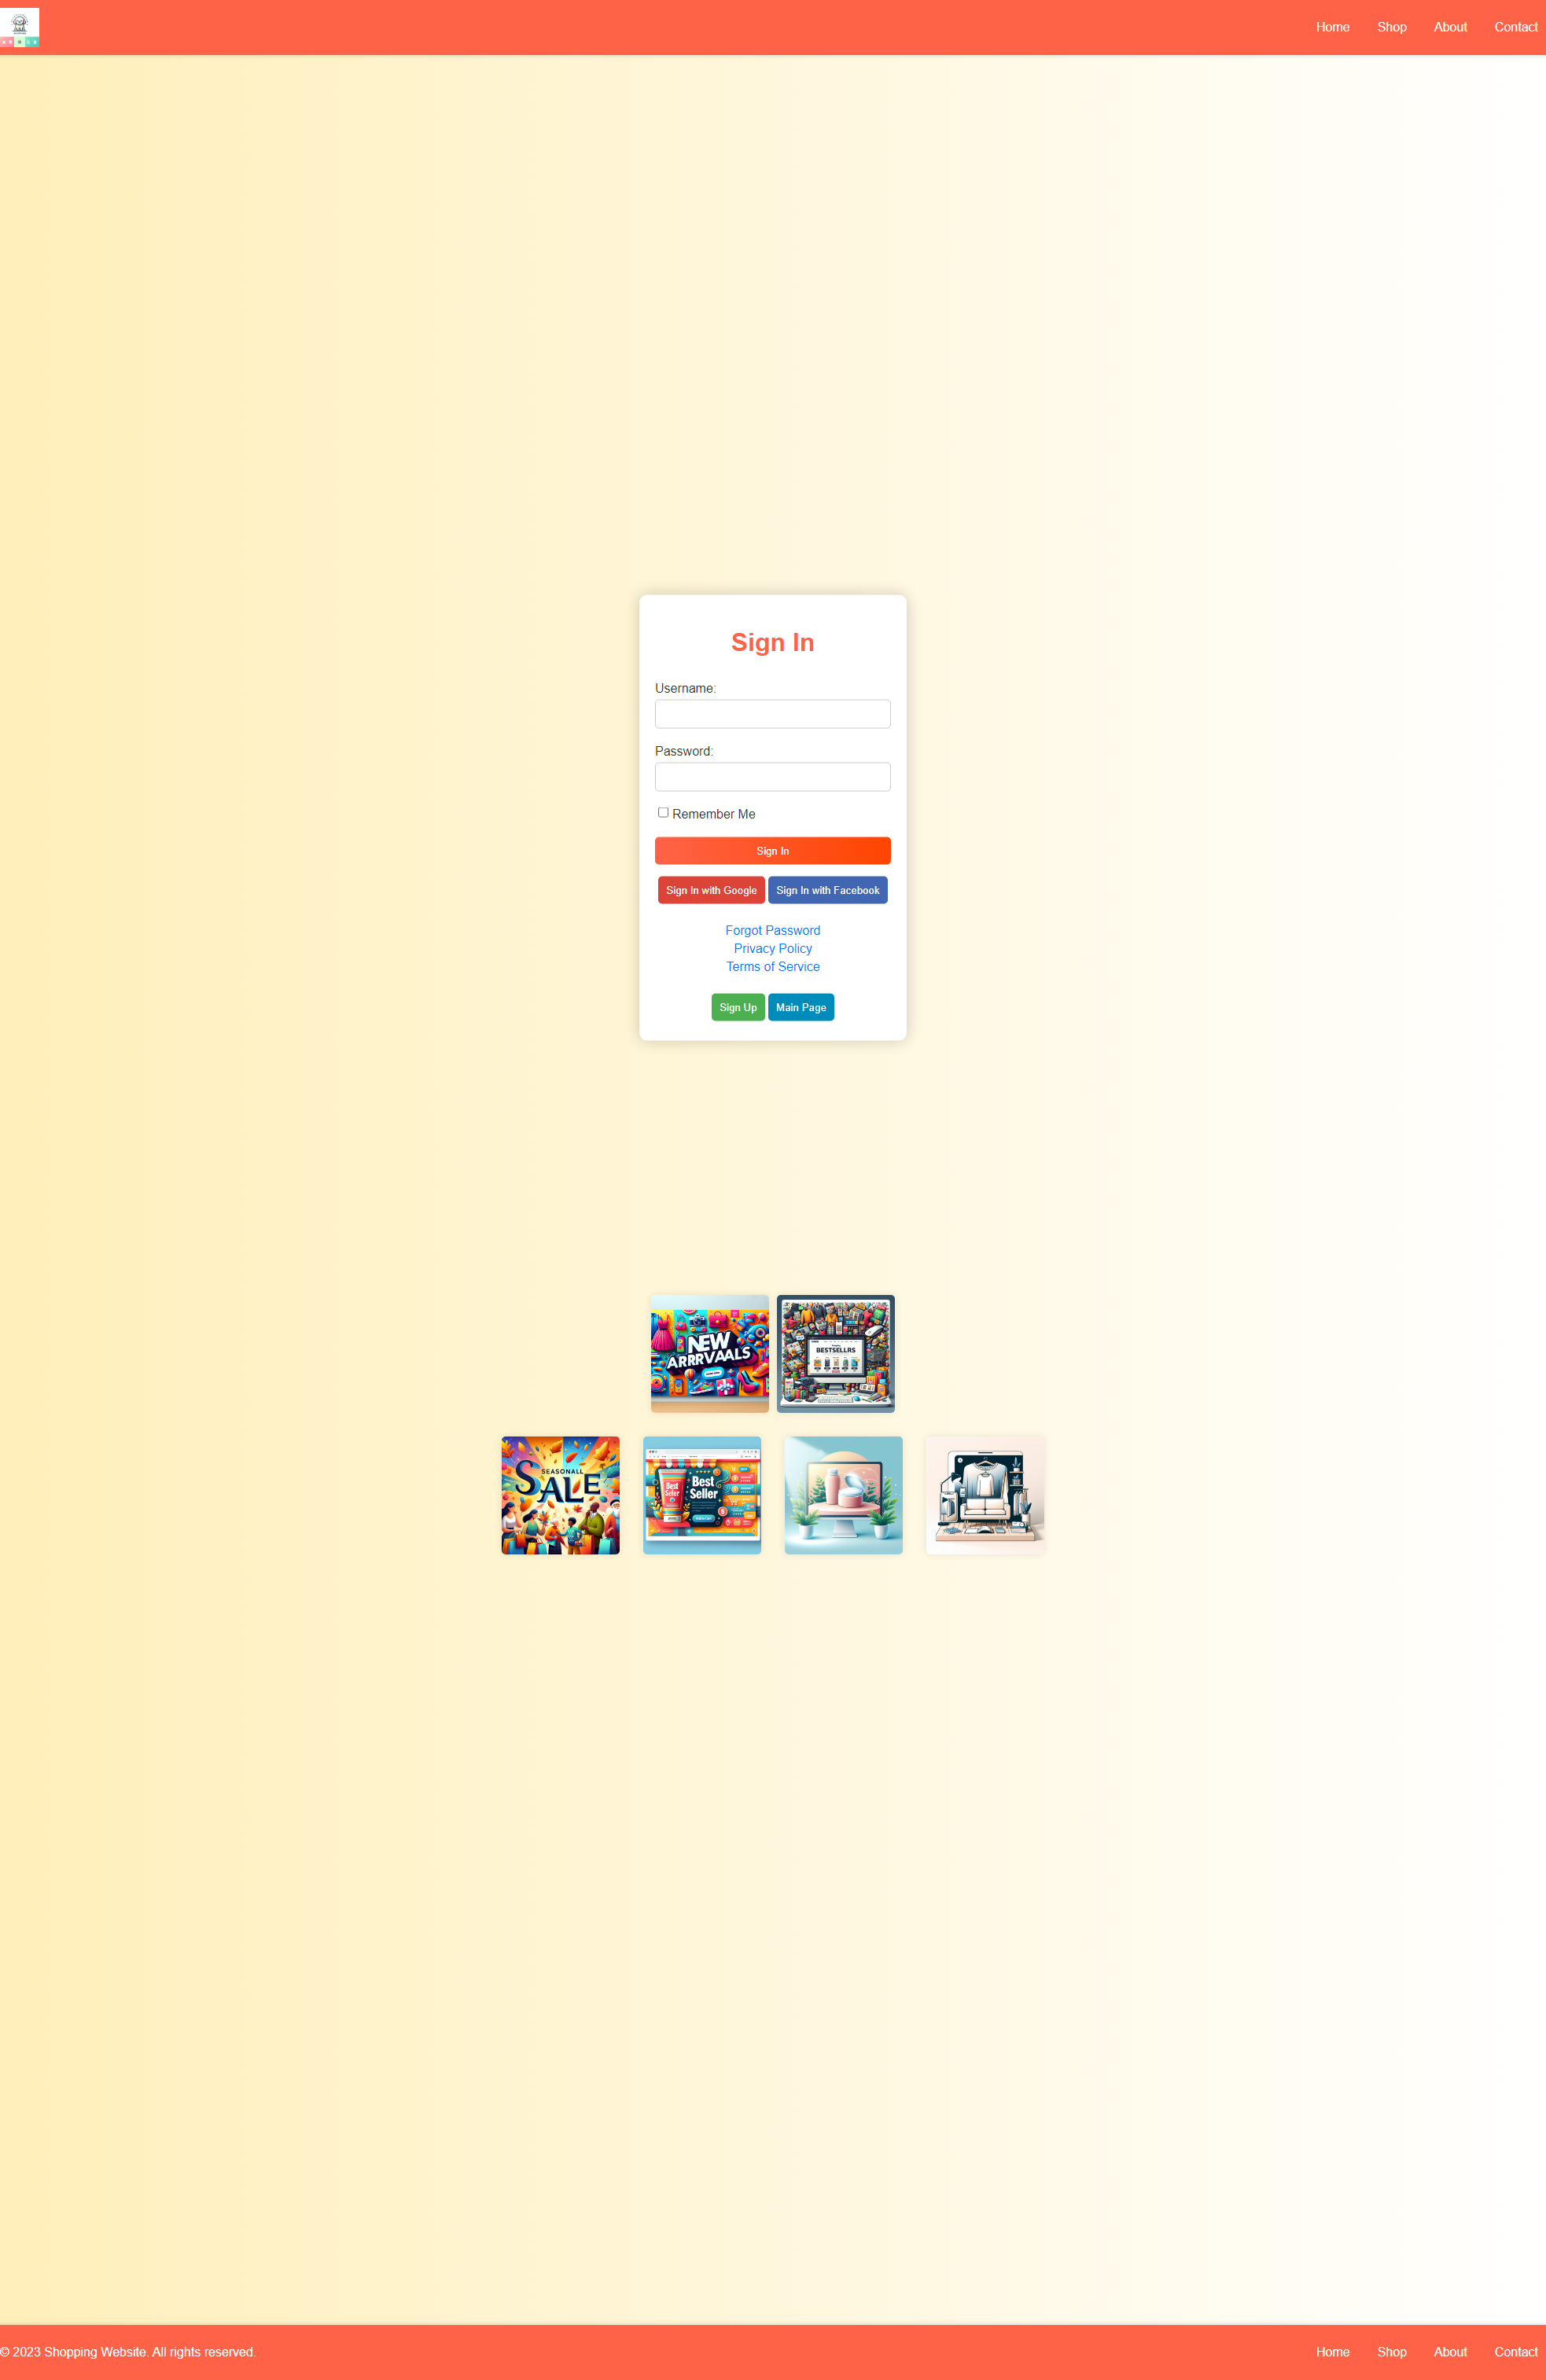 Home Shop About Contact
Sign In
Username:
Password:
Remember Me
Sign In
Sign In with Google Sign In with Facebook
Forgot Password
Privacy Policy
Terms of Service
Sign Up Main Page
NEW
ARRRVAALS
BESTSELLRS
SEASONALL
SALE
Best
Seller
© 2023 Shopping Website. All rights reserved.
Home Shop About Contact